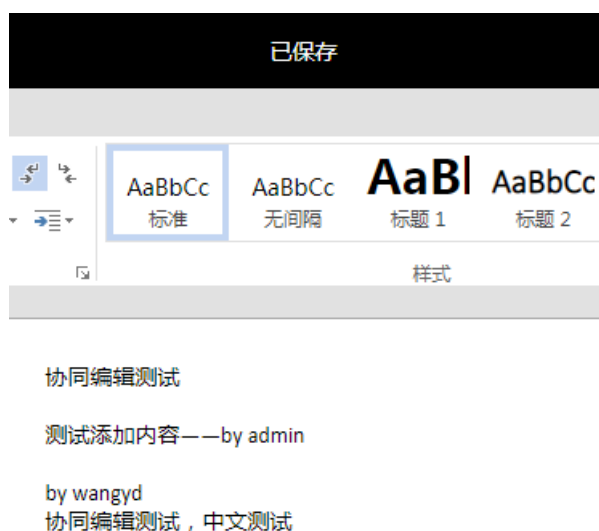 已保存
AaBbCc AaBbCc AaBl AaBbCc
标准 无间隔 标题 1 标题 2
样式
协同编辑测试
测试添加内容——by admin
by wangyd
协同编辑测试，中文测试